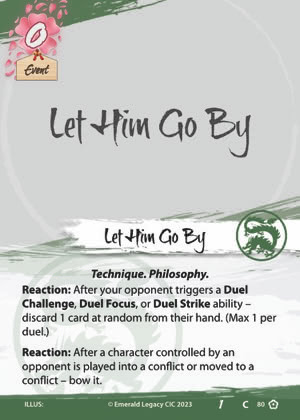 0
Event
Let Him Go By
Let Him Go By
Technique. Philosophy.
Reaction: After your opponent triggers a Duel
Challenge, Duel Focus, or Duel Strike ability –
discard 1 card at random from their hand. (Max 1 per
duel.)
Reaction: After a character controlled by an
opponent is played into a conflict or moved to a
conflict – bow it.
ILLUS: © Emerald Legacy CIC 2023 1 C 80